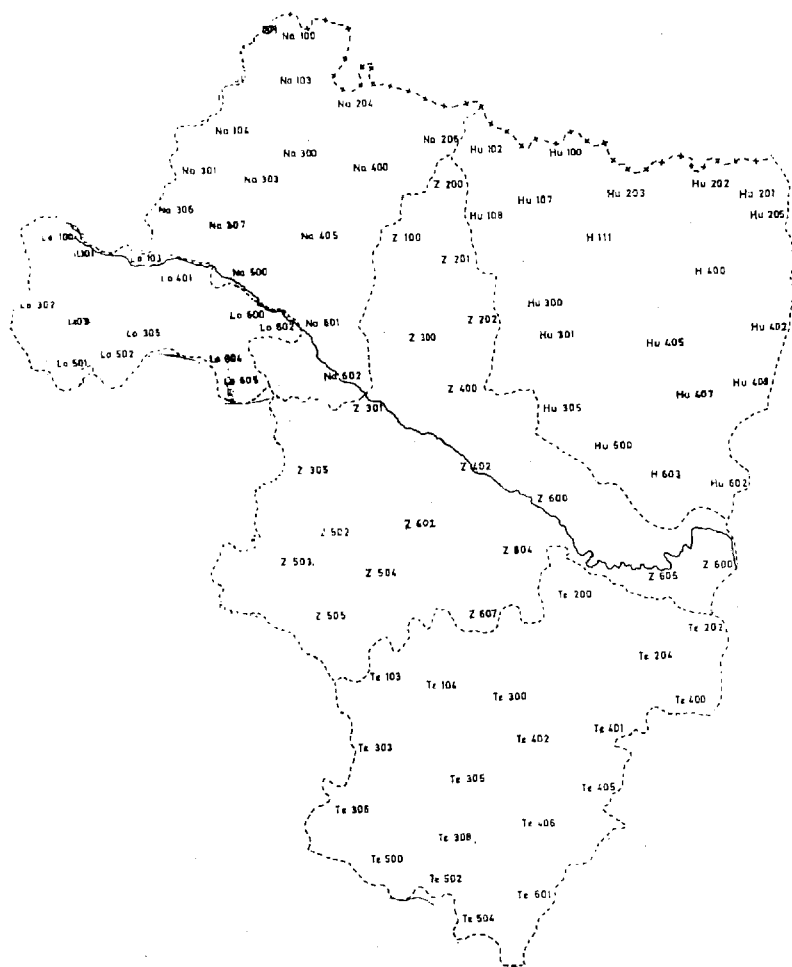 Na 100
Na 103
Na 204
Na 104
Na 205
Hu 102
Hu 100
Na 300
Na 301
Na 303
Na 400
Z 200
Hu 203
Hu 202
Hu 201
Hu 107
Na 306
Hu 108
Hu 205
Na 307
Na 405
Z 100
H 111
Lo 100
Lo 103
Z 201
Lo 401
Na 500
H 400
Lo 302
Hu 300
Lo 600
Lo 602
Na 601
Z 202
Hu 402
Lo 305
Z 300
Hu 301
Hu 405
Lo 502
Lo 501
Lo 604
Lo 605
Na 602
Z 400
Hu 408
Hu 407
Z 301
Hu 305
Hu 500
Z 305
Z 402
H 603
Hu 602
Z 600
Z 602
Z 502
Z 604
Z 503
Z 504
Z 605
Z 600
Te 200
Z 505
Z 607
Te 202
Te 204
Te 103
Te 104
Te 300
Te 400
Te 401
Te 303
Te 402
Te 305
Te 405
Te 306
Te 406
Te 308
Te 500
Te 502
Te 601
Te 504